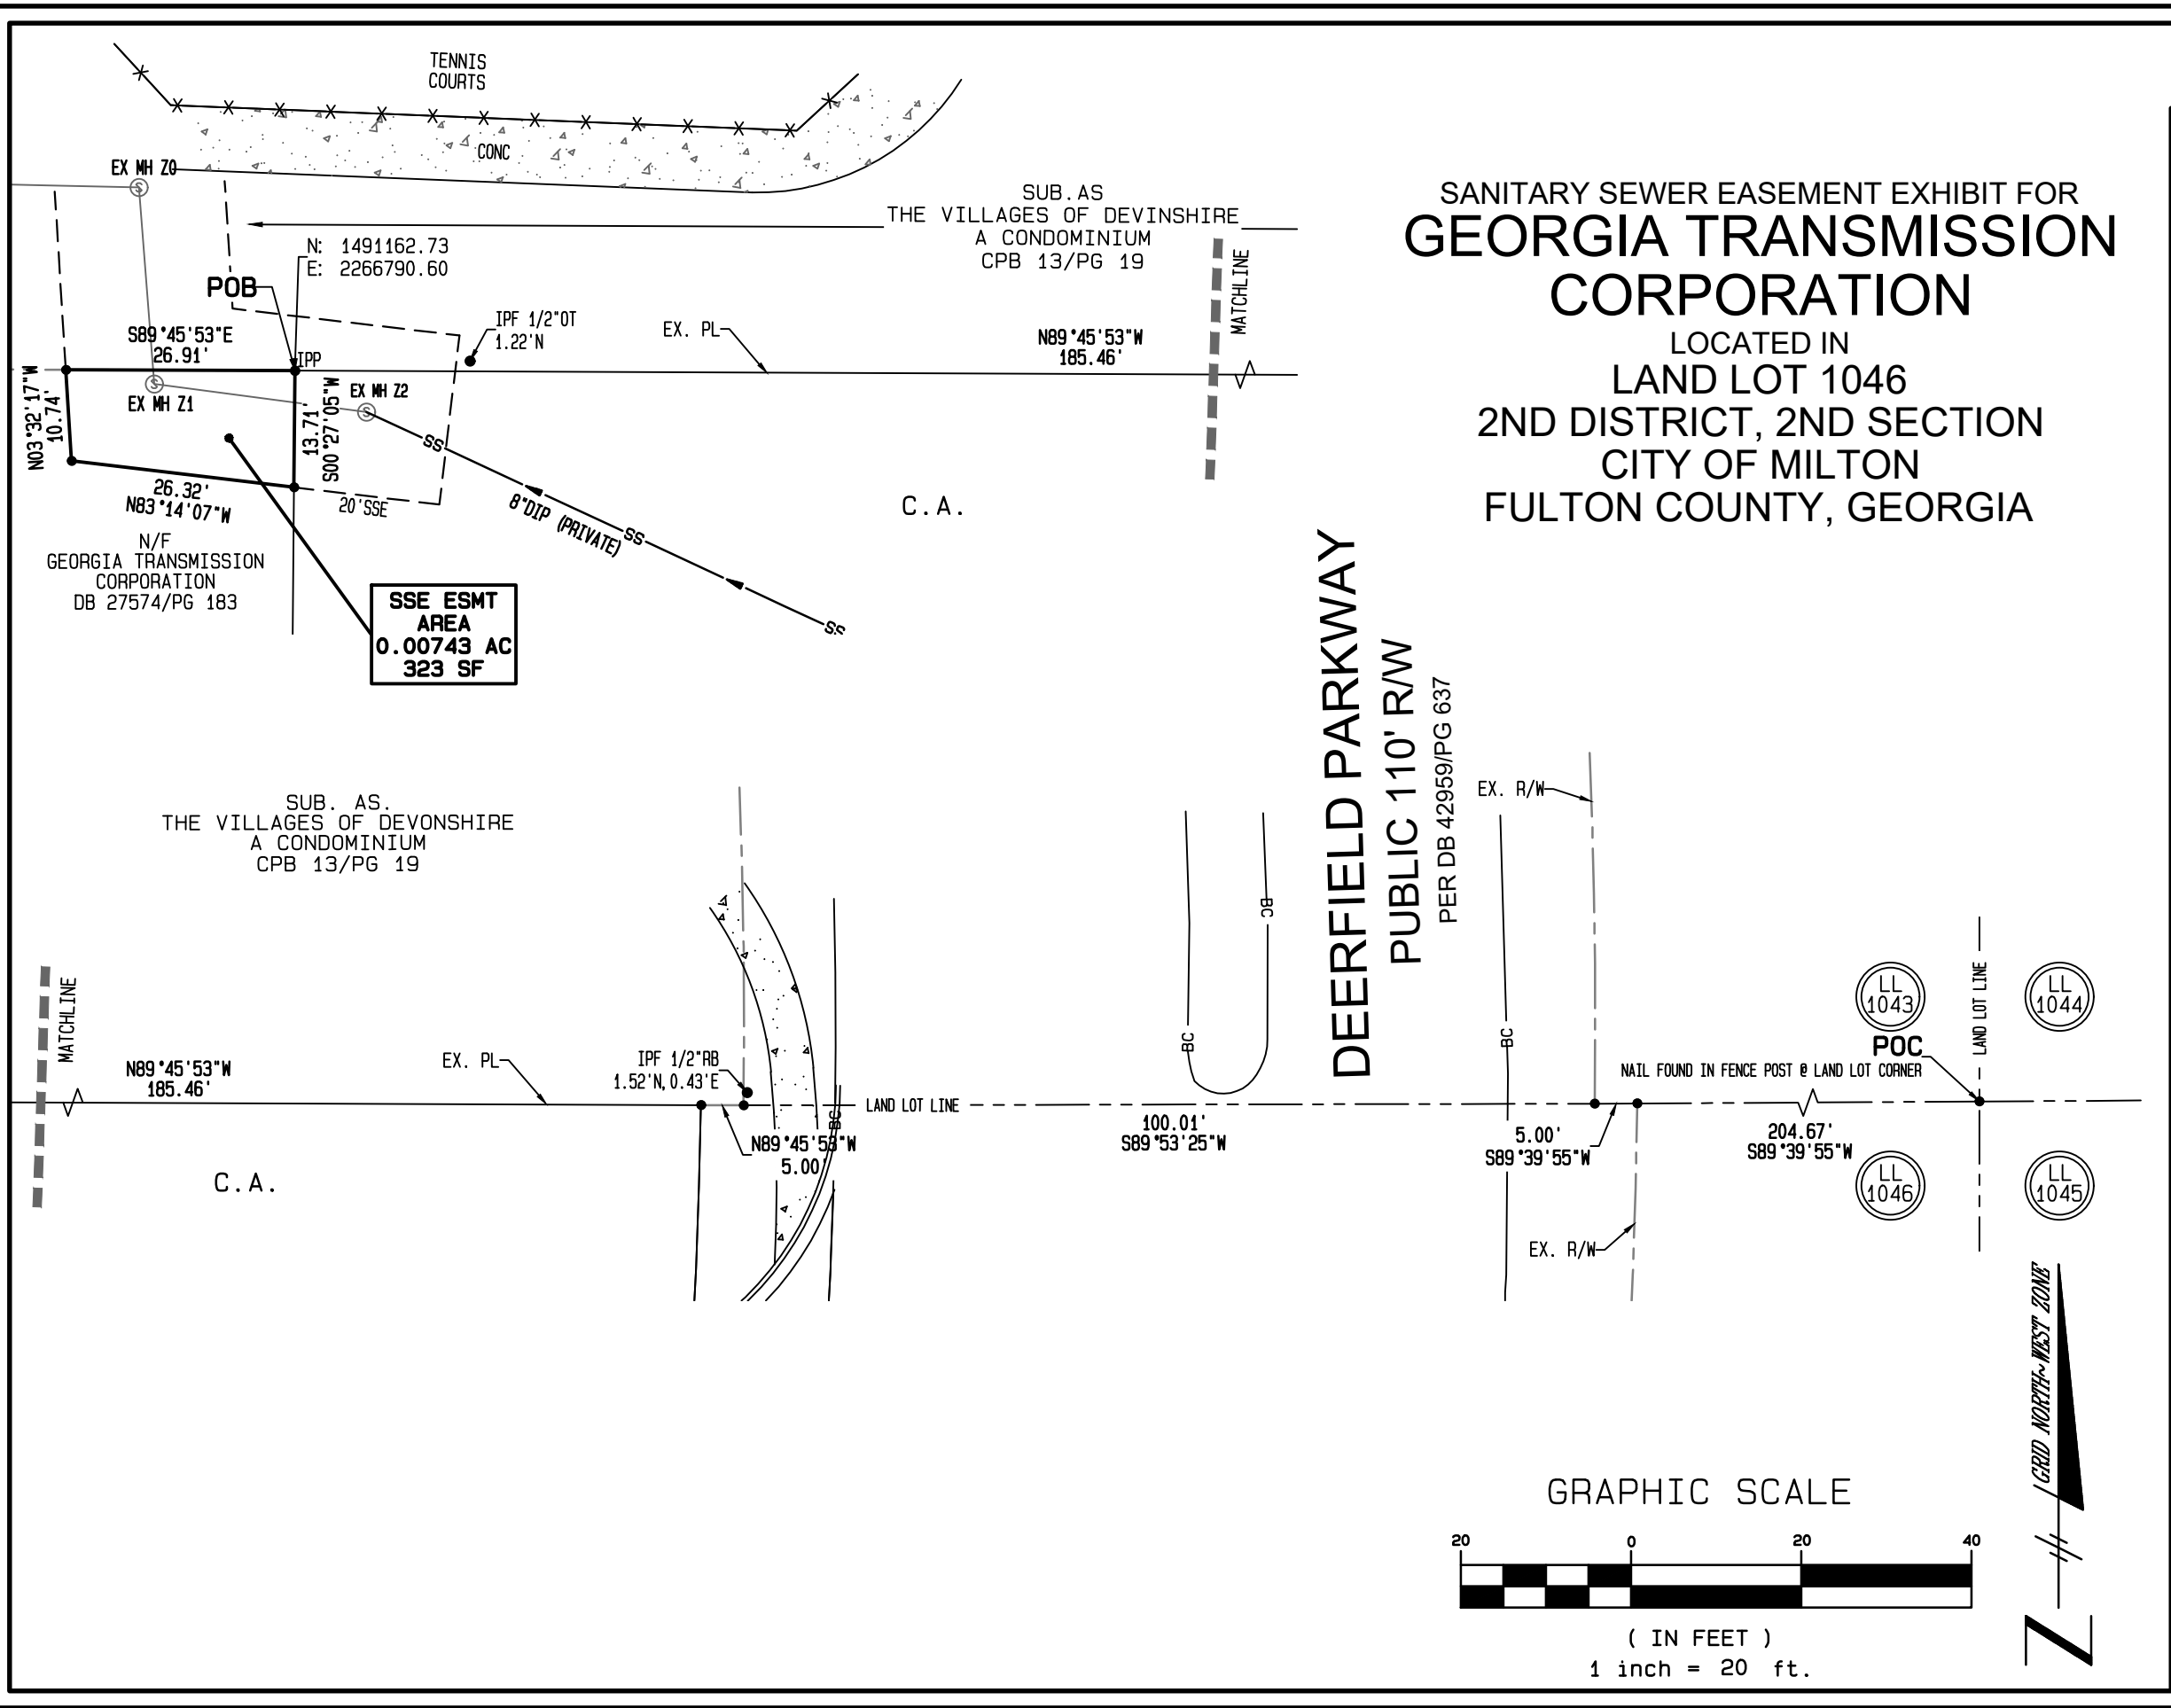 SANITARY SEWER EASEMENT EXHIBIT FOR
GEORGIA TRANSMISSION
CORPORATION
LOCATED IN
LAND LOT 1046
2ND DISTRICT, 2ND SECTION
CITY OF MILTON
FULTON COUNTY, GEORGIA
TENNIS
COURTS
CONC
EX MH Z0
SUB.AS
THE VILLAGES OF DEVINSHIRE
A CONDOMINIUM
CPB 13/PG 19
MATCHLINE
N: 1491162.73
E: 2266790.60
POB
IPF 1/2"OT
1.22'N
EX. PL
N89°45'53"W
185.46'
S89°45'53"E
26.91'
IPP
EX MH Z1
EX MH Z2
N03°32'17"W
10.74'
13.71'
S00°27'05"W
SS
26.32'
N83°14'07"W
20'SSE
8"DIP (PRIVATE)
SS
SS
C.A.
N/F
GEORGIA TRANSMISSION
CORPORATION
DB 27574/PG 183
SSE ESMT
AREA
0.00743 AC
323 SF
DEERFIELD PARKWAY
PUBLIC 110' R/W
PER DB 42959/PG 637
SUB. AS.
THE VILLAGES OF DEVONSHIRE
A CONDOMINIUM
CPB 13/PG 19
EX. R/W
BC
BC
BC
BC
MATCHLINE
N89°45'53"W
185.46'
EX. PL
IPF 1/2"RB
1.52'N,0.43'E
LAND LOT LINE
N89°45'53"W
5.00'
C.A.
100.01'
S89°53'25"W
5.00'
S89°39'55"W
204.67'
S89°39'55"W
LL
1043
LL
1044
LAND LOT LINE
POC
NAIL FOUND IN FENCE POST @ LAND LOT CORNER
LL
1046
LL
1045
EX. R/W
GRID NORTH~WEST ZONE
GRAPHIC SCALE
20 0 20 40
( IN FEET )
1 inch = 20 ft.
N